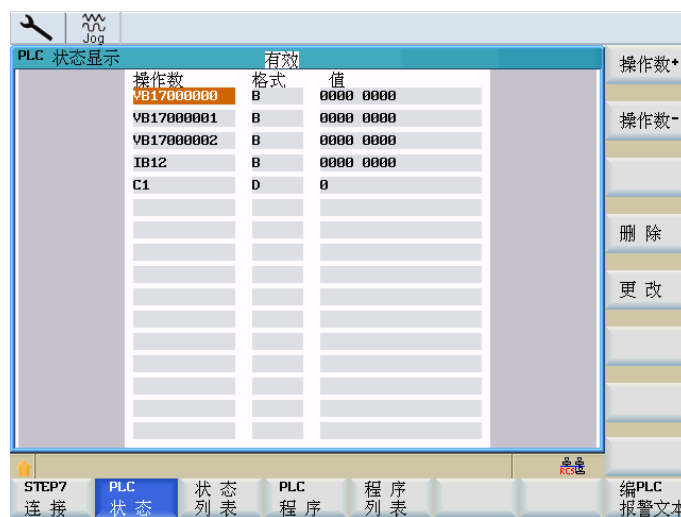 Jog
PLC 状态显示 有效
操作数 格式 值
VB17000000 B 0000 0000
VB17000001 B 0000 0000
VB17000002 B 0000 0000
IB12 B 0000 0000
C1 D 0
操作数+
操作数-
删除
更改
RCS
STEP7 连接
PLC 状态
状态 列表
PLC 程序
程序 列表
编PLC 报警文本